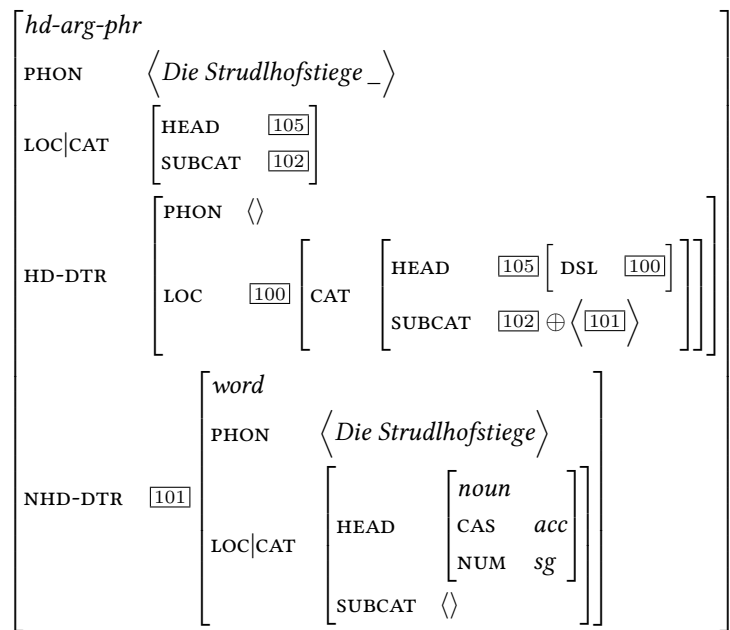 hd-arg-phr
PHON ⟨Die Strudlhofstiege _⟩
LOC|CAT
HEAD 105
SUBCAT 102
HD-DTR
PHON ⟨⟩
LOC 100 CAT
HEAD 105 [DSL 100]
SUBCAT 102 ⊕ ⟨101⟩
NHD-DTR 101
word
PHON ⟨Die Strudlhofstiege⟩
LOC|CAT
HEAD
noun
CAS acc
NUM sg
SUBCAT ⟨⟩